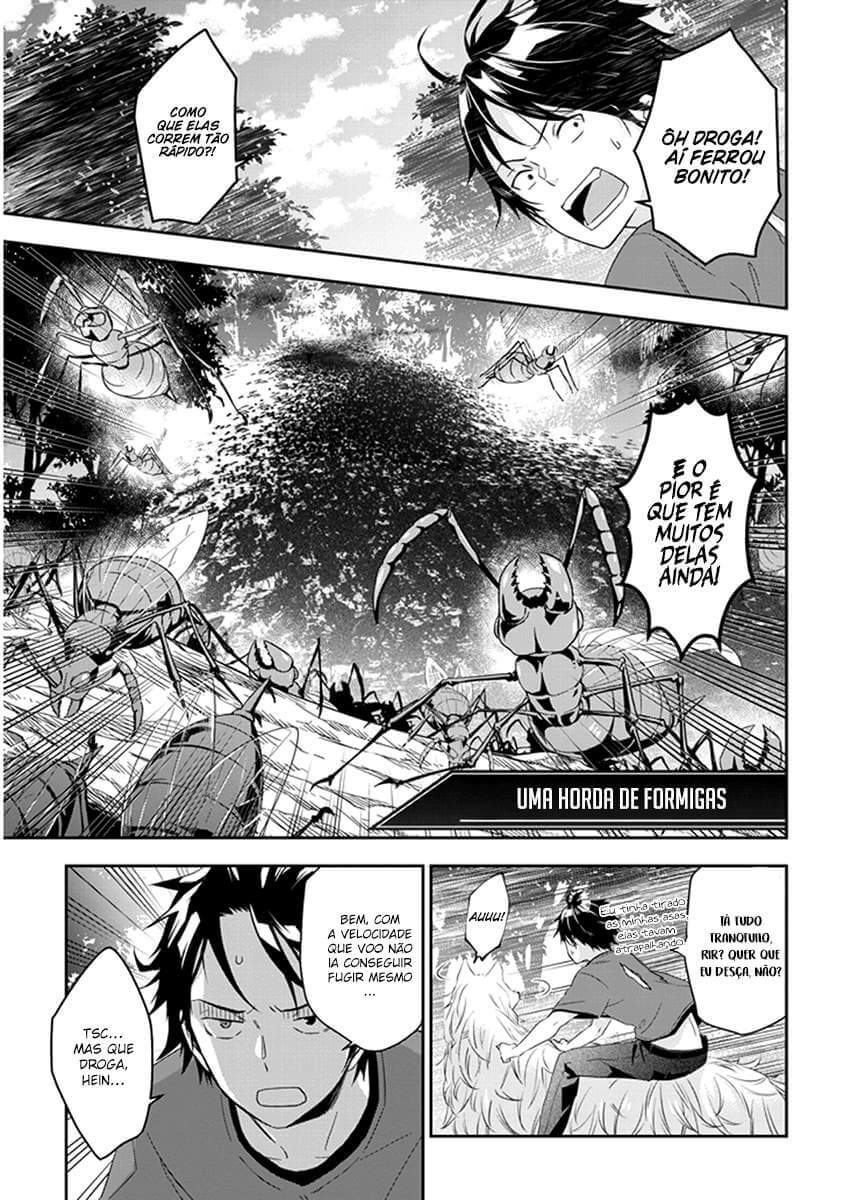 ÔH DROGA!
AÍ FERROU
BONITO!
COMO
QUE ELAS
CORREM TÃO
RÁPIDO?!
E O
PIOR É
QUE TEM
MUITOS
DELAS
AINDA!
UMA HORDA DE FORMIGAS
TÁ TUDO
TRANQUILO,
RIR? QUER QUE
EU DESÇA, NÃO?
Eiu tinha tirado
as minhas asas
elas tavam
atrapalhando
AUUU!
BEM, COM
A VELOCIDADE
QUE VOO NÃO
IA CONSEGUIR
FUGIR MESMO
...
TSC...
MAS QUE
DROGA,
HEIN...